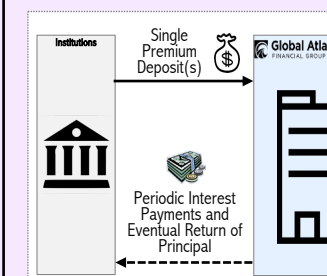 Institutions
Single
Premium
Deposit(s)
$
Global Atla
FINANCIAL GROUP
Periodic Interest
Payments and
Eventual Return of
Principal